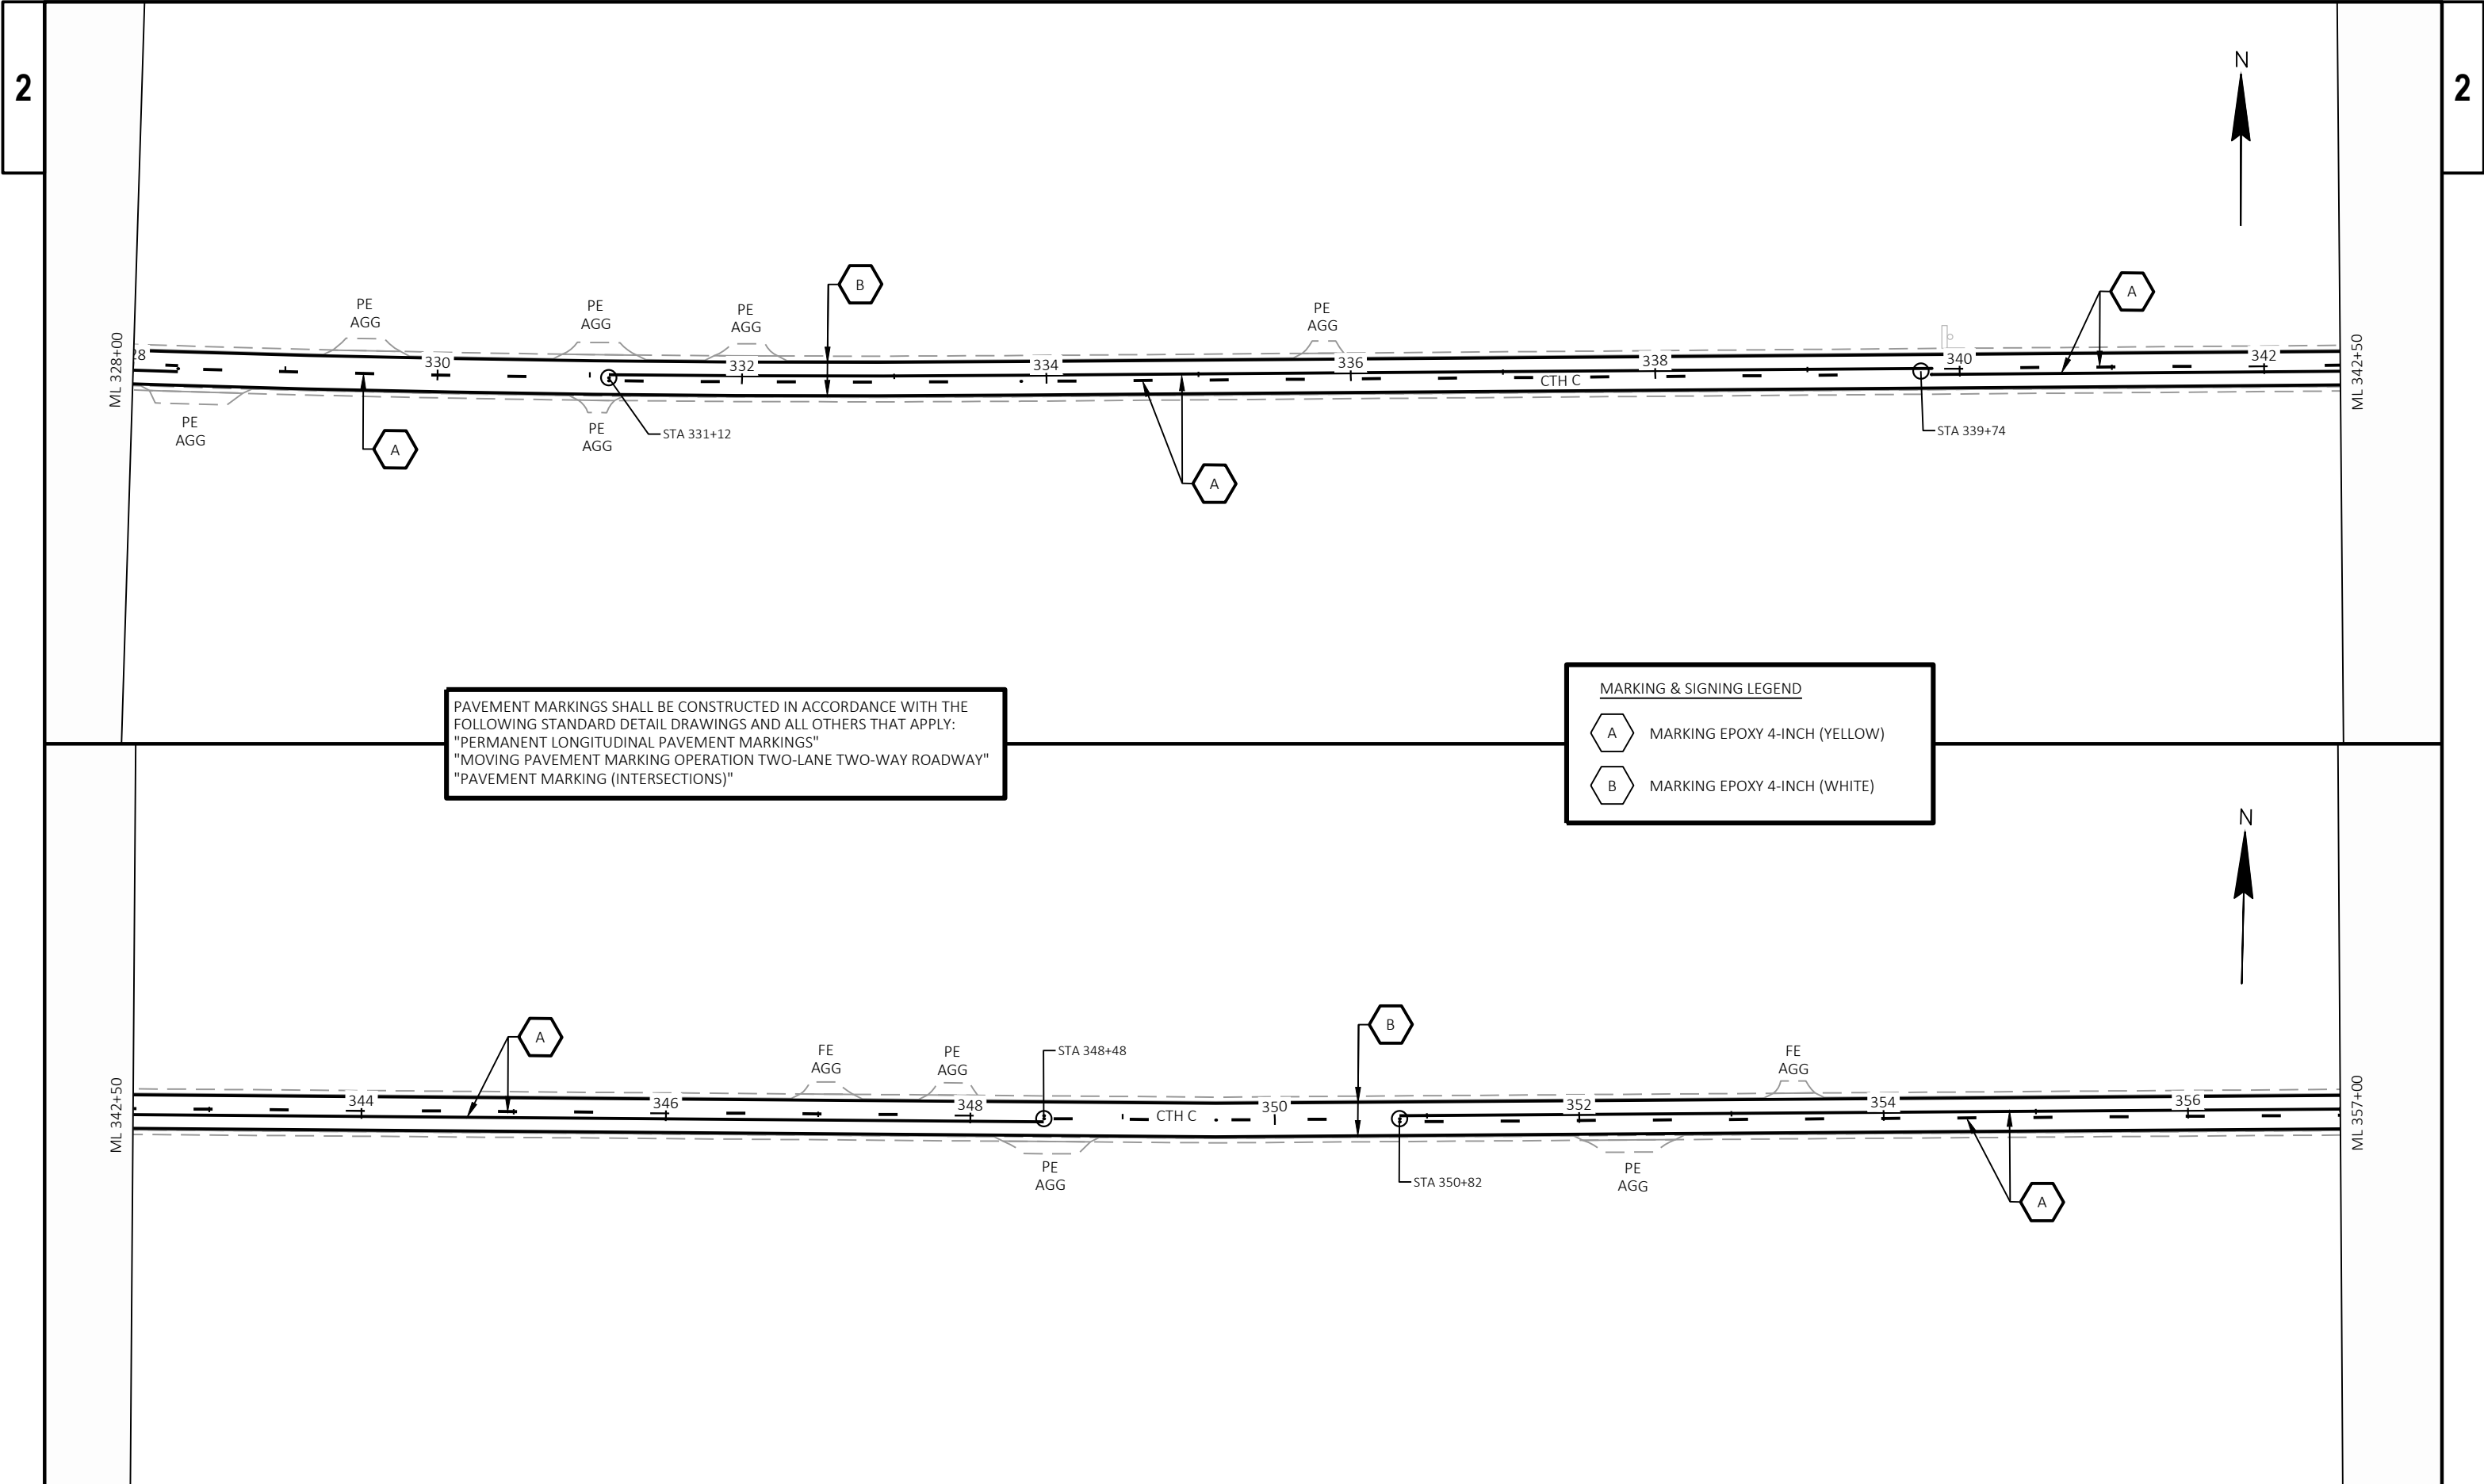 2
2
N
B
A
PE
AGG
PE
AGG
PE
AGG
PE
AGG
ML 328+00
28
330
332
334
336
338
340
342
ML 342+50
CTH C
PE
AGG
A
PE
AGG
STA 331+12
A
STA 339+74
PAVEMENT MARKINGS SHALL BE CONSTRUCTED IN ACCORDANCE WITH THE
FOLLOWING STANDARD DETAIL DRAWINGS AND ALL OTHERS THAT APPLY:
"PERMANENT LONGITUDINAL PAVEMENT MARKINGS"
"MOVING PAVEMENT MARKING OPERATION TWO-LANE TWO-WAY ROADWAY"
"PAVEMENT MARKING (INTERSECTIONS)"
MARKING & SIGNING LEGEND
A MARKING EPOXY 4-INCH (YELLOW)
B MARKING EPOXY 4-INCH (WHITE)
N
A
B
FE
AGG
PE
AGG
STA 348+48
FE
AGG
ML 342+50
344
346
348
CTH C
350
352
354
356
ML 357+00
PE
AGG
STA 350+82
PE
AGG
A